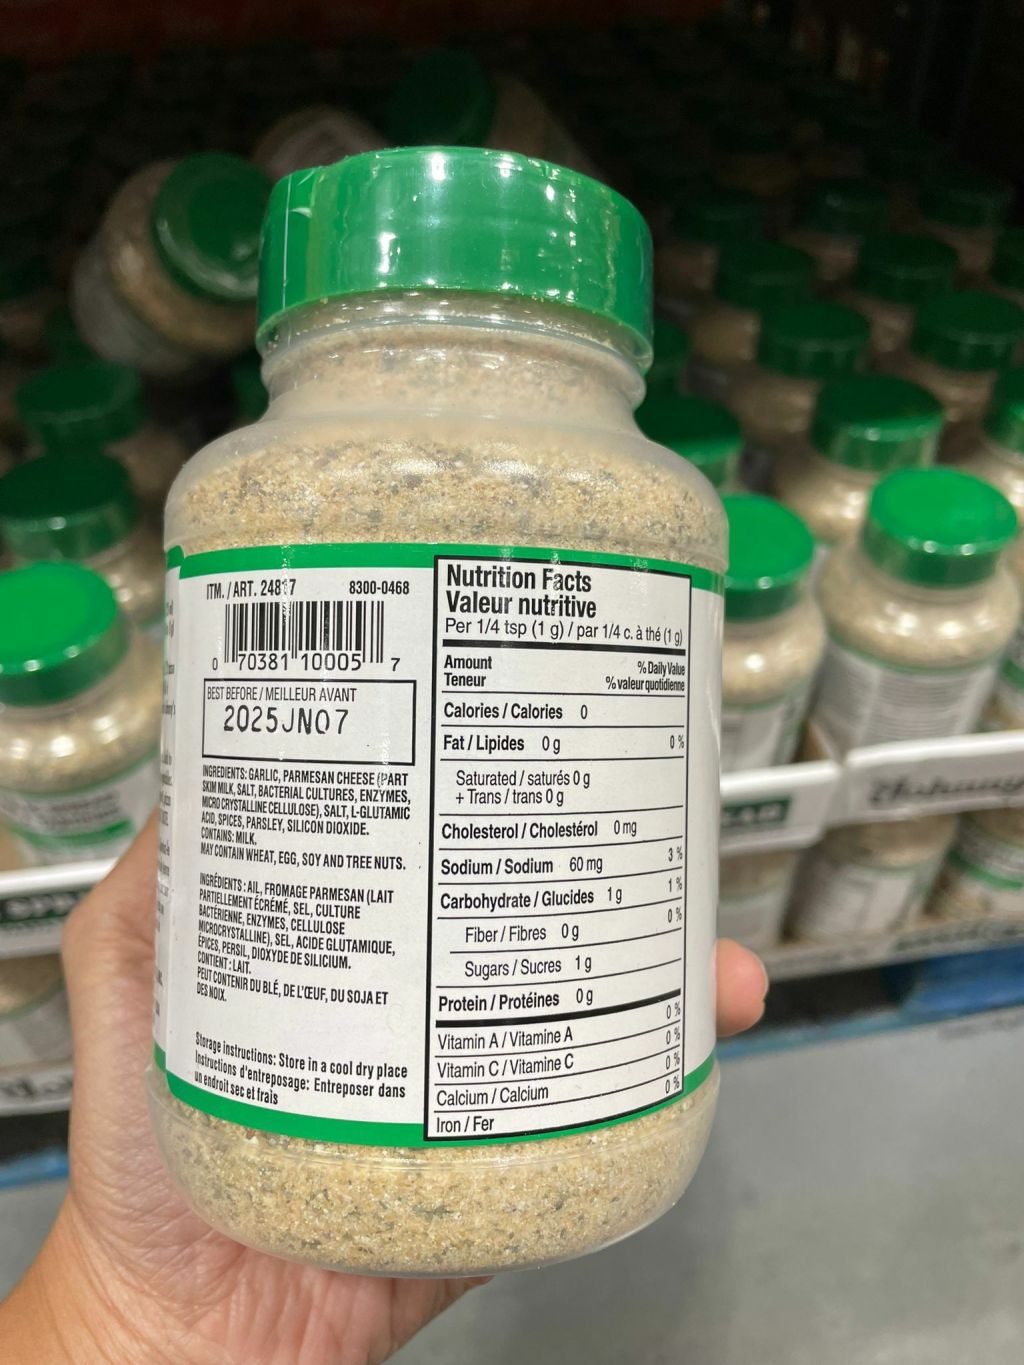 ITM. / ART. 24817
8300-0468
0 70381 10005 7
BEST BEFORE / MEILLEUR AVANT
2025JN07
INGREDIENTS: GARLIC, PARMESAN CHEESE (PART
SKIM MILK, SALT, BACTERIAL CULTURES, ENZYMES,
MICRO CRYSTALLINE CELLULOSE), SALT, L-GLUTAMIC
ACID, SPICES, PARSLEY, SILICON DIOXIDE.
CONTAINS: MILK.
MAY CONTAIN WHEAT, EGG, SOY AND TREE NUTS.
INGRÉDIENTS : AIL, FROMAGE PARMESAN (LAIT
PARTIELLEMENT ÉCRÉMÉ, SEL, CULTURE
BACTÉRIENNE, ENZYMES, CELLULOSE
MICROCRYSTALLINE), SEL, ACIDE GLUTAMIQUE,
ÉPICES, PERSIL, DIOXYDE DE SILICIUM.
CONTIENT : LAIT.
PEUT CONTENIR DU BLÉ, DE L'ŒUF, DU SOJA ET
DES NOIX.
Storage instructions: Store in a cool dry place
Instructions d'entreposage: Entreposer dans
un endroit sec et frais
Nutrition Facts
Valeur nutritive
Per 1/4 tsp (1 g) / par 1/4 c. à thé (1 g)
Amount % Daily Value
Teneur % valeur quotidienne
Calories / Calories 0
Fat / Lipides 0 g 0 %
Saturated / saturés 0 g
+ Trans / trans 0 g
Cholesterol / Cholestérol 0 mg
Sodium / Sodium 60 mg 3 %
Carbohydrate / Glucides 1 g 1 %
Fiber / Fibres 0 g 0 %
Sugars / Sucres 1 g
Protein / Protéines 0 g
Vitamin A / Vitamine A 0 %
Vitamin C / Vitamine C 0 %
Calcium / Calcium 0 %
Iron / Fer 0 %